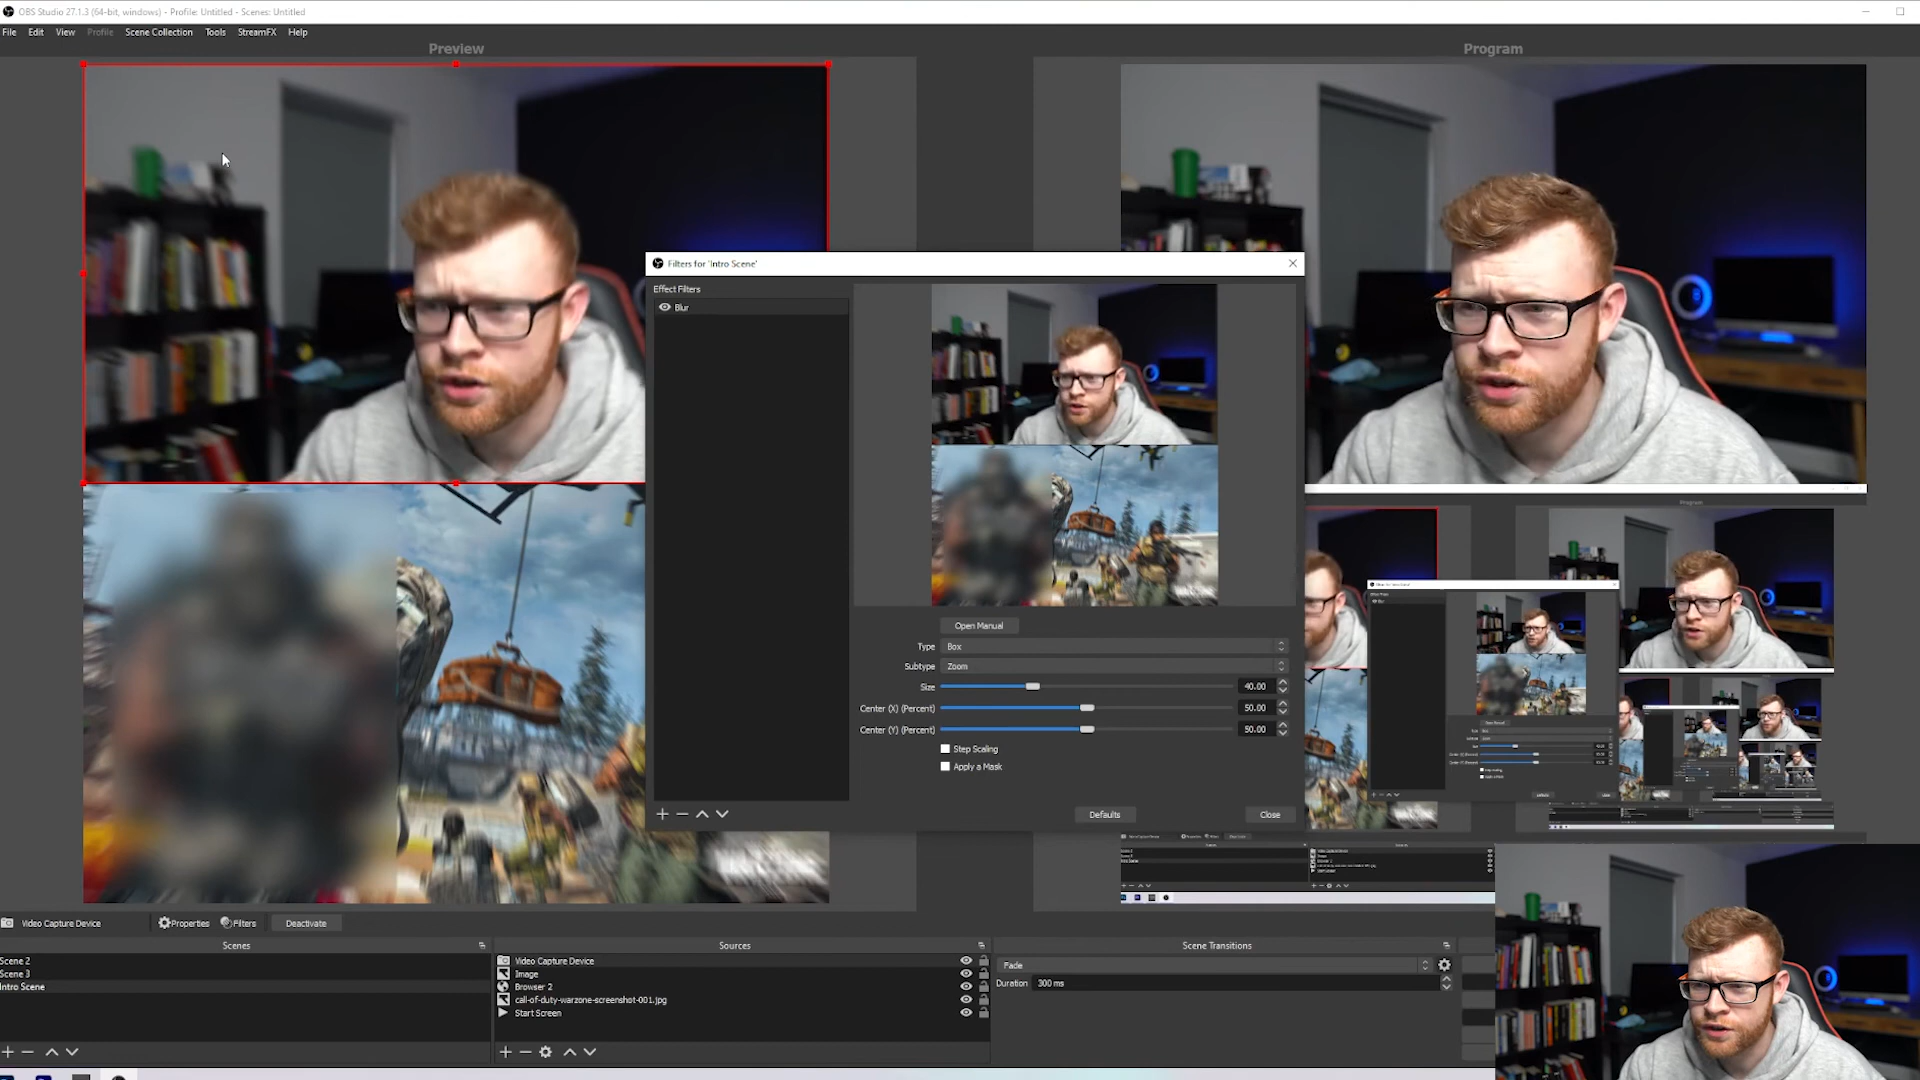 OBS Studio 27.1.3 (64-bit, windows) - Profile: Untitled - Scenes: Untitled
File Edit View Profile Scene Collection Tools StreamFX Help
Preview
Program
Filters for 'Intro Scene'
Effect Filters
Blur
Open Manual
Type Box
Subtype Zoom
Size 40.00
Center (X) (Percent) 50.00
Center (Y) (Percent) 50.00
Step Scaling
Apply a Mask
Defaults
Close
Program
Video Capture Device
Properties
Filters
Deactivate
Scenes
Scene 2
Scene 3
Intro Scene
Sources
Video Capture Device
Image
Browser 2
call-of-duty-warzone-screenshot-001.jpg
Start Screen
Scene Transitions
Fade
Duration 300 ms